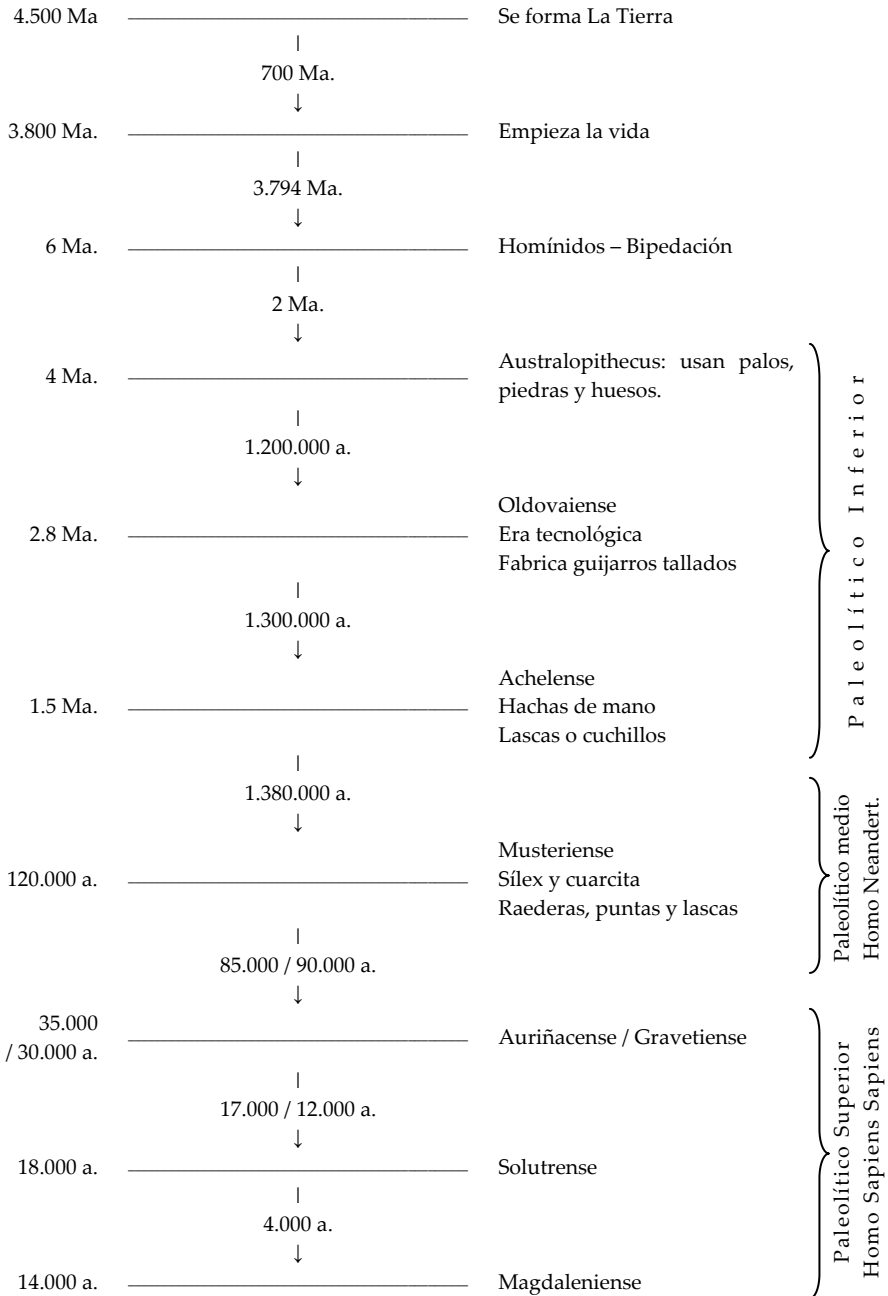 4.500 Ma Se forma La Tierra
700 Ma.
3.800 Ma. Empieza la vida
3.794 Ma.
6 Ma. Homínidos – Bipedación
2 Ma.
4 Ma. Australopithecus: usan palos,
piedras y huesos.
1.200.000 a.
2.8 Ma. Oldovaiense
Era tecnológica
Fabrica guijarros tallados
1.300.000 a.
1.5 Ma. Achelense
Hachas de mano
Lascas o cuchillos
Paleolítico Inferior
1.380.000 a.
120.000 a. Musteriense
Sílex y cuarcita
Raederas, puntas y lascas
Paleolítico medio
Homo Neandert.
85.000 / 90.000 a.
35.000
/ 30.000 a. Auriñacense / Gravetiense
17.000 / 12.000 a.
18.000 a. Solutrense
4.000 a.
14.000 a. Magdaleniense
Paleolítico Superior
Homo Sapiens Sapiens